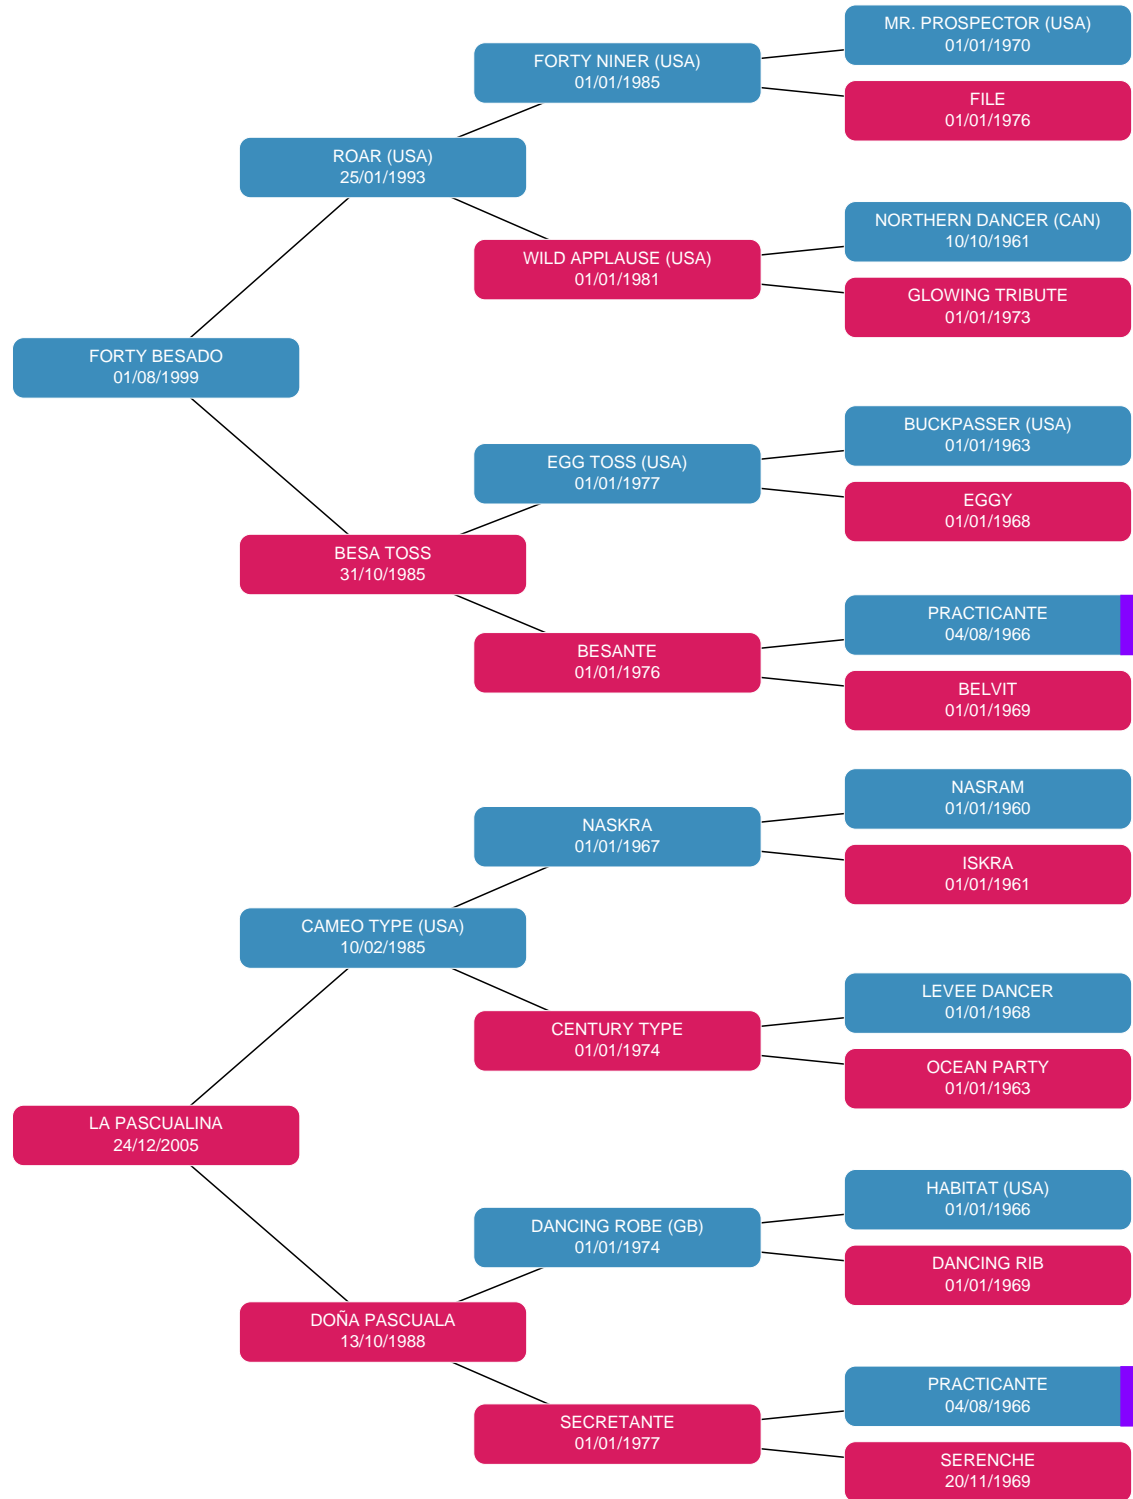 MR. PROSPECTOR (USA)
01/01/1970
FORTY NINER (USA)
01/01/1985
FILE
01/01/1976
ROAR (USA)
25/01/1993
NORTHERN DANCER (CAN)
10/10/1961
WILD APPLAUSE (USA)
01/01/1981
GLOWING TRIBUTE
01/01/1973
FORTY BESADO
01/08/1999
BUCKPASSER (USA)
01/01/1963
EGG TOSS (USA)
01/01/1977
EGGY
01/01/1968
BESA TOSS
31/10/1985
PRACTICANTE
04/08/1966
BESANTE
01/01/1976
BELVIT
01/01/1969
NASRAM
01/01/1960
NASKRA
01/01/1967
ISKRA
01/01/1961
CAMEO TYPE (USA)
10/02/1985
LEVEE DANCER
01/01/1968
CENTURY TYPE
01/01/1974
OCEAN PARTY
01/01/1963
LA PASCUALINA
24/12/2005
HABITAT (USA)
01/01/1966
DANCING ROBE (GB)
01/01/1974
DANCING RIB
01/01/1969
DOÑA PASCUALA
13/10/1988
PRACTICANTE
04/08/1966
SECRETANTE
01/01/1977
SERENCHE
20/11/1969